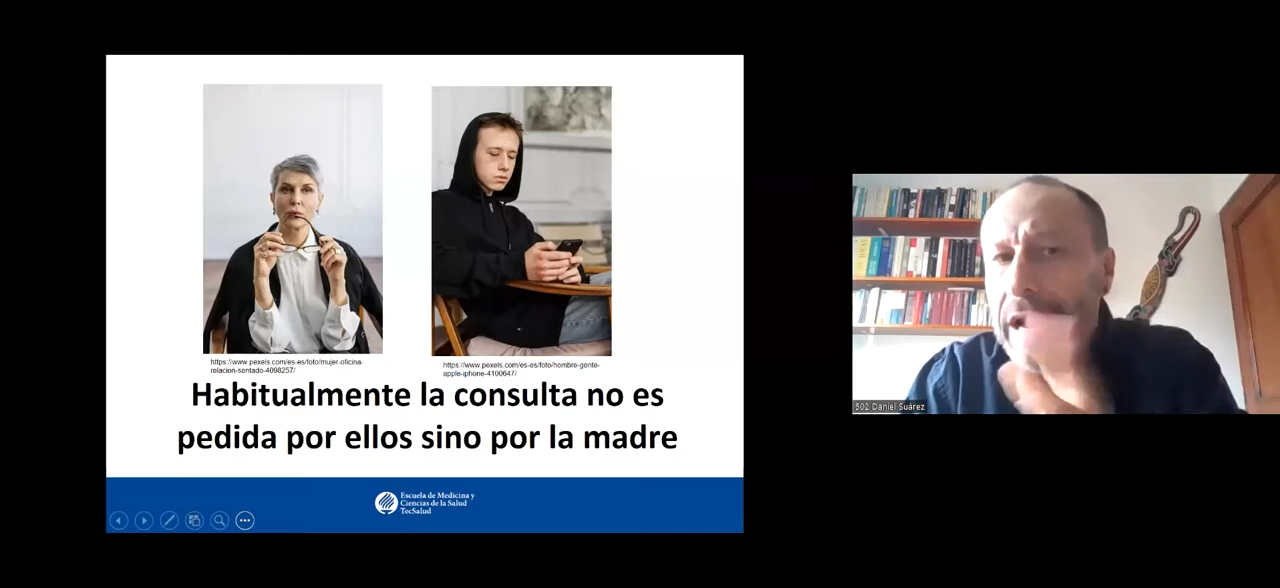 https://www.pexels.com/es-es/foto/mujer-oficina-
relacion-sentado-4098257/
https://www.pexels.com/es-es/foto/hombre-gente-
apple-iphone-4100647/
Habitualmente la consulta no es
pedida por ellos sino por la madre
Escuela de Medicina y
Ciencias de la Salud
TecSalud
502 Daniel Suárez